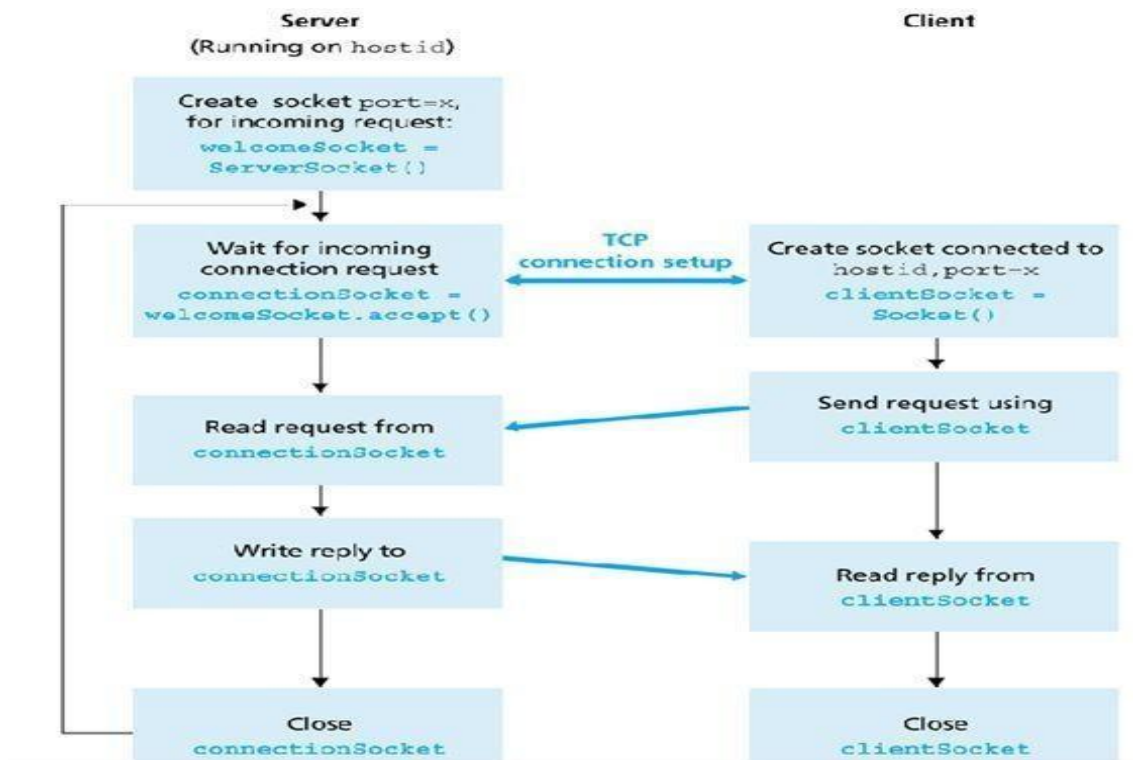 Server
(Running on hostid)
Client
Create socket port=x,
for incoming request:
welcomeSocket =
ServerSocket()
Wait for incoming
connection request
connectionSocket =
welcomeSocket.accept()
TCP
connection setup
Create socket connected to
hostid,port=x
clientSocket =
Socket()
Read request from
connectionSocket
Send request using
clientSocket
Write reply to
connectionSocket
Read reply from
clientSocket
Close
connectionSocket
Close
clientSocket